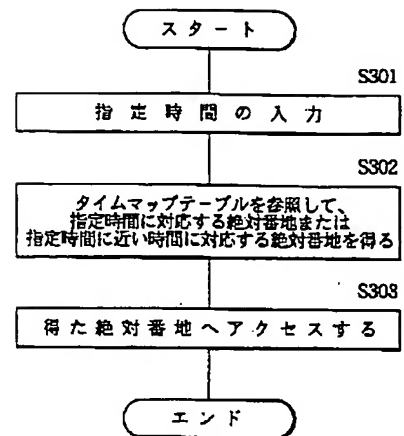 スタート
S301
指定時間の入力
S302
タイムマップテーブルを参照して、
指定時間に対応する絶対番地または
指定時間に近い時間に対応する絶対番地を得る
S303
得た絶対番地へアクセスする
エンド